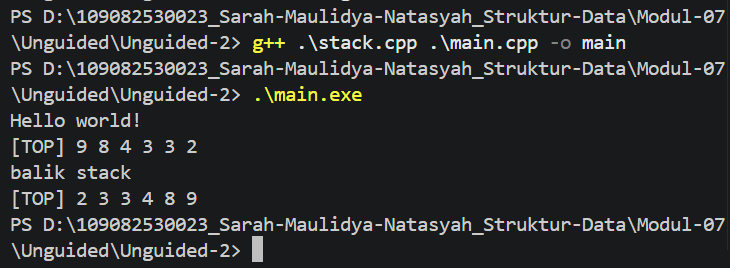 PS D:\109082530023_Sarah-Maulidya-Natasyah_Struktur-Data\Modul-07
\Unguided\Unguided-2> g++ .\stack.cpp .\main.cpp -o main
PS D:\109082530023_Sarah-Maulidya-Natasyah_Struktur-Data\Modul-07
\Unguided\Unguided-2> .\main.exe
Hello world!
[TOP] 9 8 4 3 3 2
balik stack
[TOP] 2 3 3 4 8 9
PS D:\109082530023_Sarah-Maulidya-Natasyah_Struktur-Data\Modul-07
\Unguided\Unguided-2>